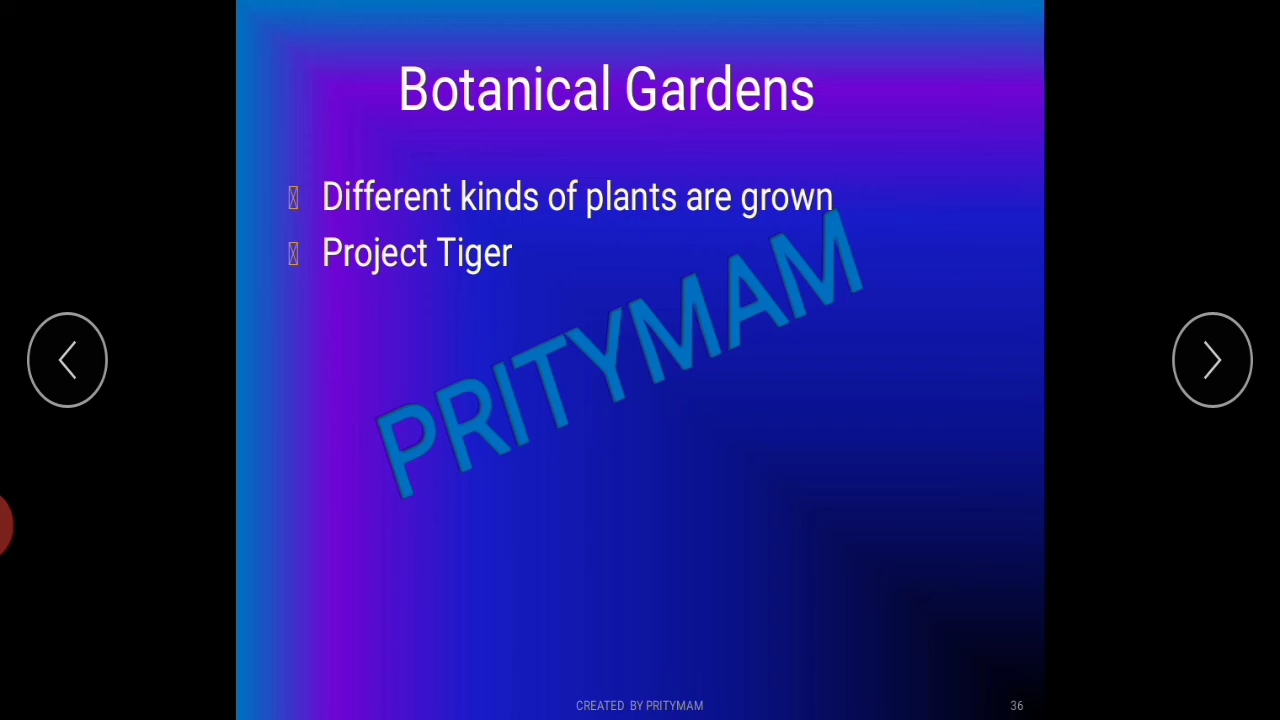 Botanical Gardens
Different kinds of plants are grown
Project Tiger
PRITYMAM
CREATED BY PRITYMAM
36